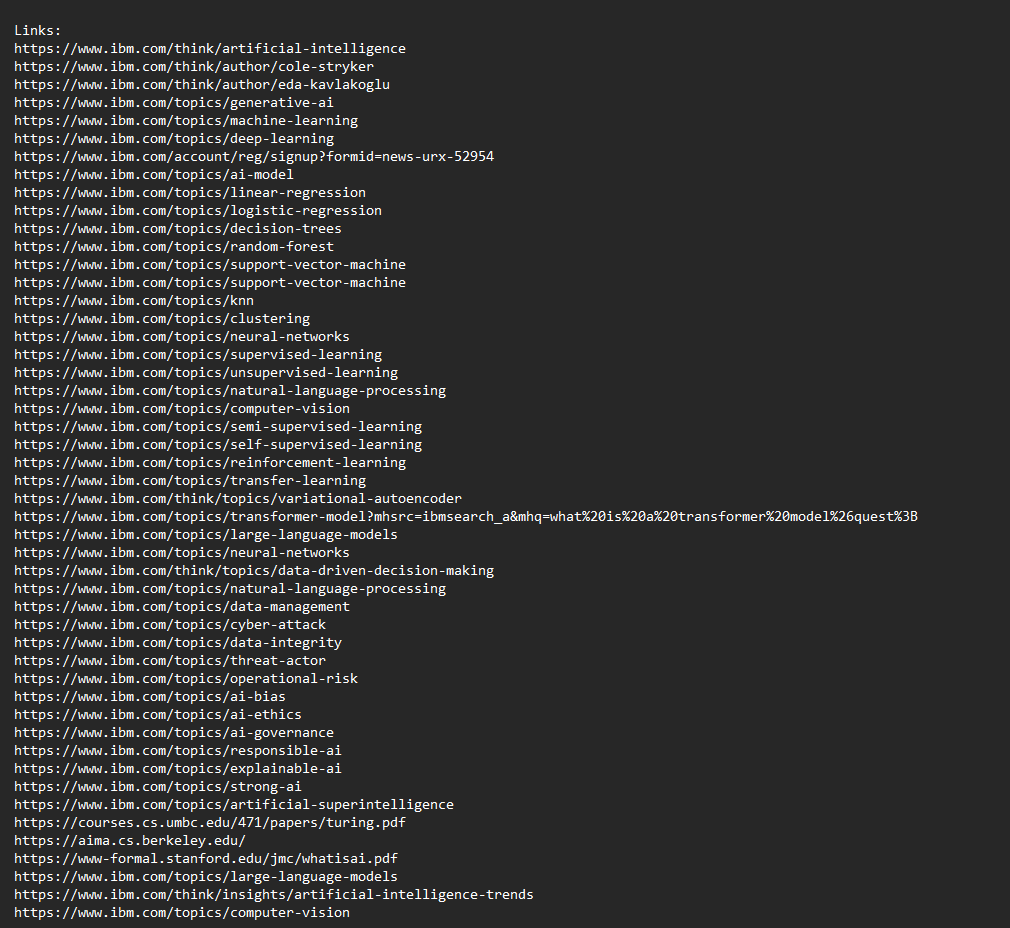 Links:
https://www.ibm.com/think/artificial-intelligence
https://www.ibm.com/think/author/cole-stryker
https://www.ibm.com/think/author/eda-kavlakoglu
https://www.ibm.com/topics/generative-ai
https://www.ibm.com/topics/machine-learning
https://www.ibm.com/topics/deep-learning
https://www.ibm.com/account/reg/signup?formid=news-urx-52954
https://www.ibm.com/topics/ai-model
https://www.ibm.com/topics/linear-regression
https://www.ibm.com/topics/logistic-regression
https://www.ibm.com/topics/decision-trees
https://www.ibm.com/topics/random-forest
https://www.ibm.com/topics/support-vector-machine
https://www.ibm.com/topics/support-vector-machine
https://www.ibm.com/topics/knn
https://www.ibm.com/topics/clustering
https://www.ibm.com/topics/neural-networks
https://www.ibm.com/topics/supervised-learning
https://www.ibm.com/topics/unsupervised-learning
https://www.ibm.com/topics/natural-language-processing
https://www.ibm.com/topics/computer-vision
https://www.ibm.com/topics/semi-supervised-learning
https://www.ibm.com/topics/self-supervised-learning
https://www.ibm.com/topics/reinforcement-learning
https://www.ibm.com/topics/transfer-learning
https://www.ibm.com/think/topics/variational-autoencoder
https://www.ibm.com/topics/transformer-model?mhsrc=ibmsearch_a&mhq=what%20is%20a%20transformer%20model%26quest%3B
https://www.ibm.com/topics/large-language-models
https://www.ibm.com/topics/neural-networks
https://www.ibm.com/think/topics/data-driven-decision-making
https://www.ibm.com/topics/natural-language-processing
https://www.ibm.com/topics/data-management
https://www.ibm.com/topics/cyber-attack
https://www.ibm.com/topics/data-integrity
https://www.ibm.com/topics/threat-actor
https://www.ibm.com/topics/operational-risk
https://www.ibm.com/topics/ai-bias
https://www.ibm.com/topics/ai-ethics
https://www.ibm.com/topics/ai-governance
https://www.ibm.com/topics/responsible-ai
https://www.ibm.com/topics/explainable-ai
https://www.ibm.com/topics/strong-ai
https://www.ibm.com/topics/artificial-superintelligence
https://courses.cs.umbc.edu/471/papers/turing.pdf
https://aima.cs.berkeley.edu/
https://www-formal.stanford.edu/jmc/whatisai.pdf
https://www.ibm.com/topics/large-language-models
https://www.ibm.com/think/insights/artificial-intelligence-trends
https://www.ibm.com/topics/computer-vision